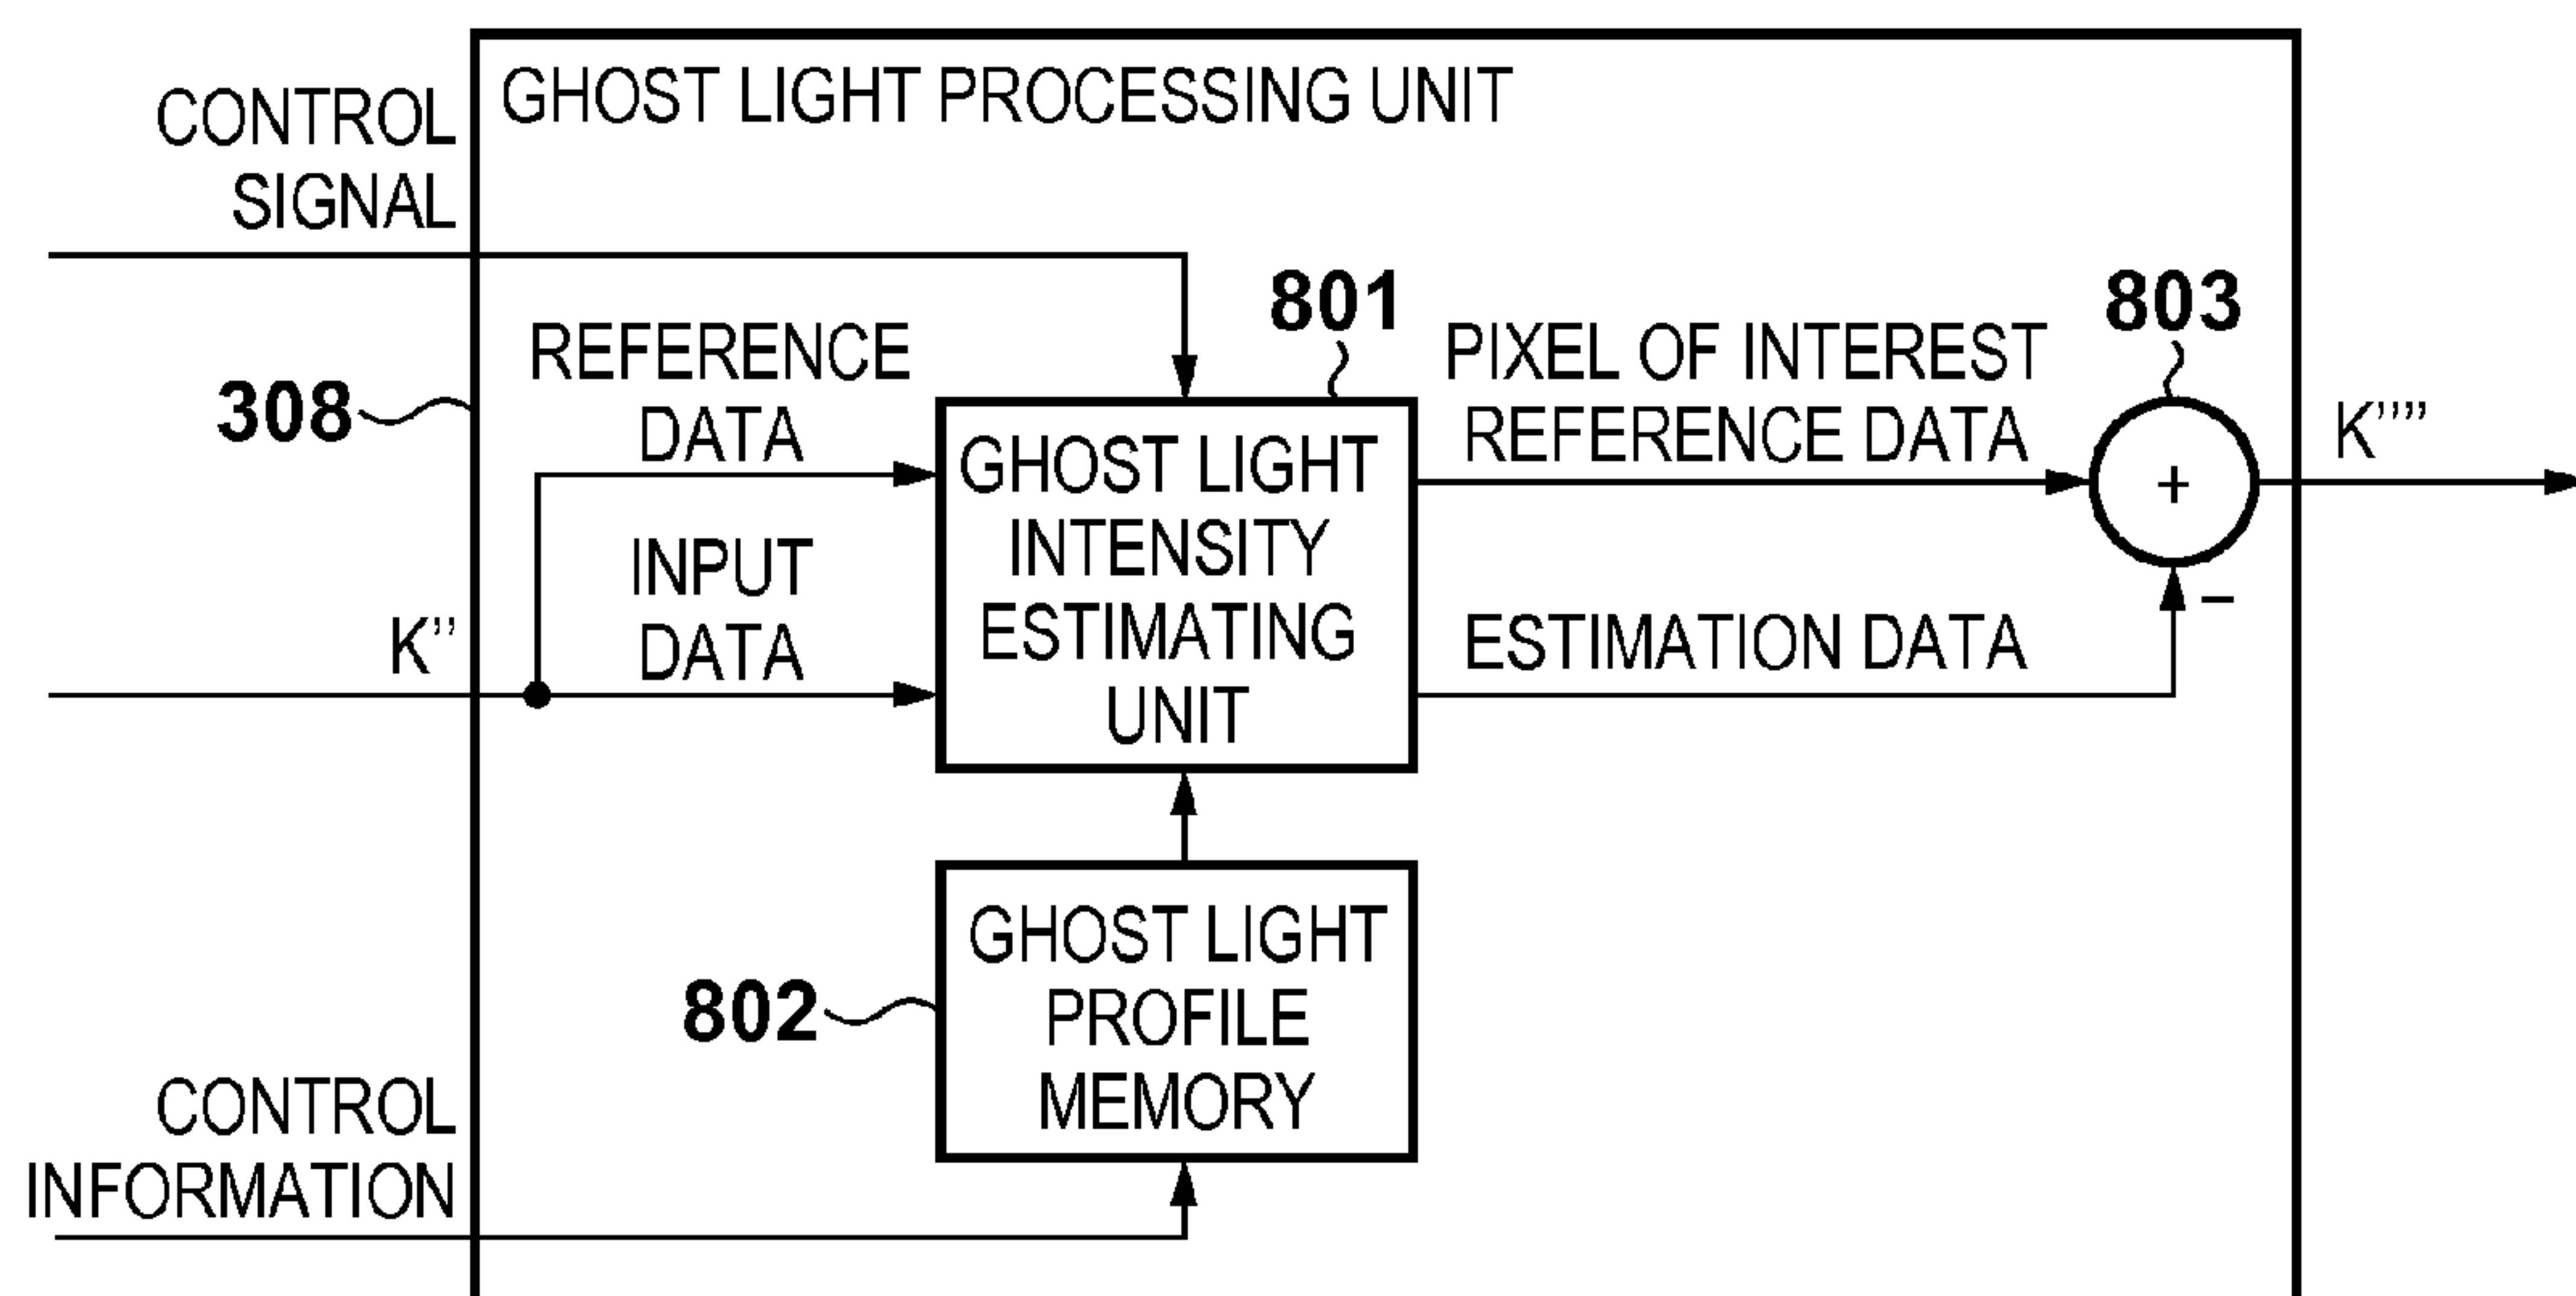 GHOST LIGHT PROCESSING UNIT
CONTROL
SIGNAL
308
REFERENCE
DATA
INPUT
DATA
K’’
801
GHOST LIGHT
INTENSITY
ESTIMATING
UNIT
PIXEL OF INTEREST
REFERENCE DATA
ESTIMATION DATA
803
+
−
K’’’’
802
GHOST LIGHT
PROFILE
MEMORY
CONTROL
INFORMATION